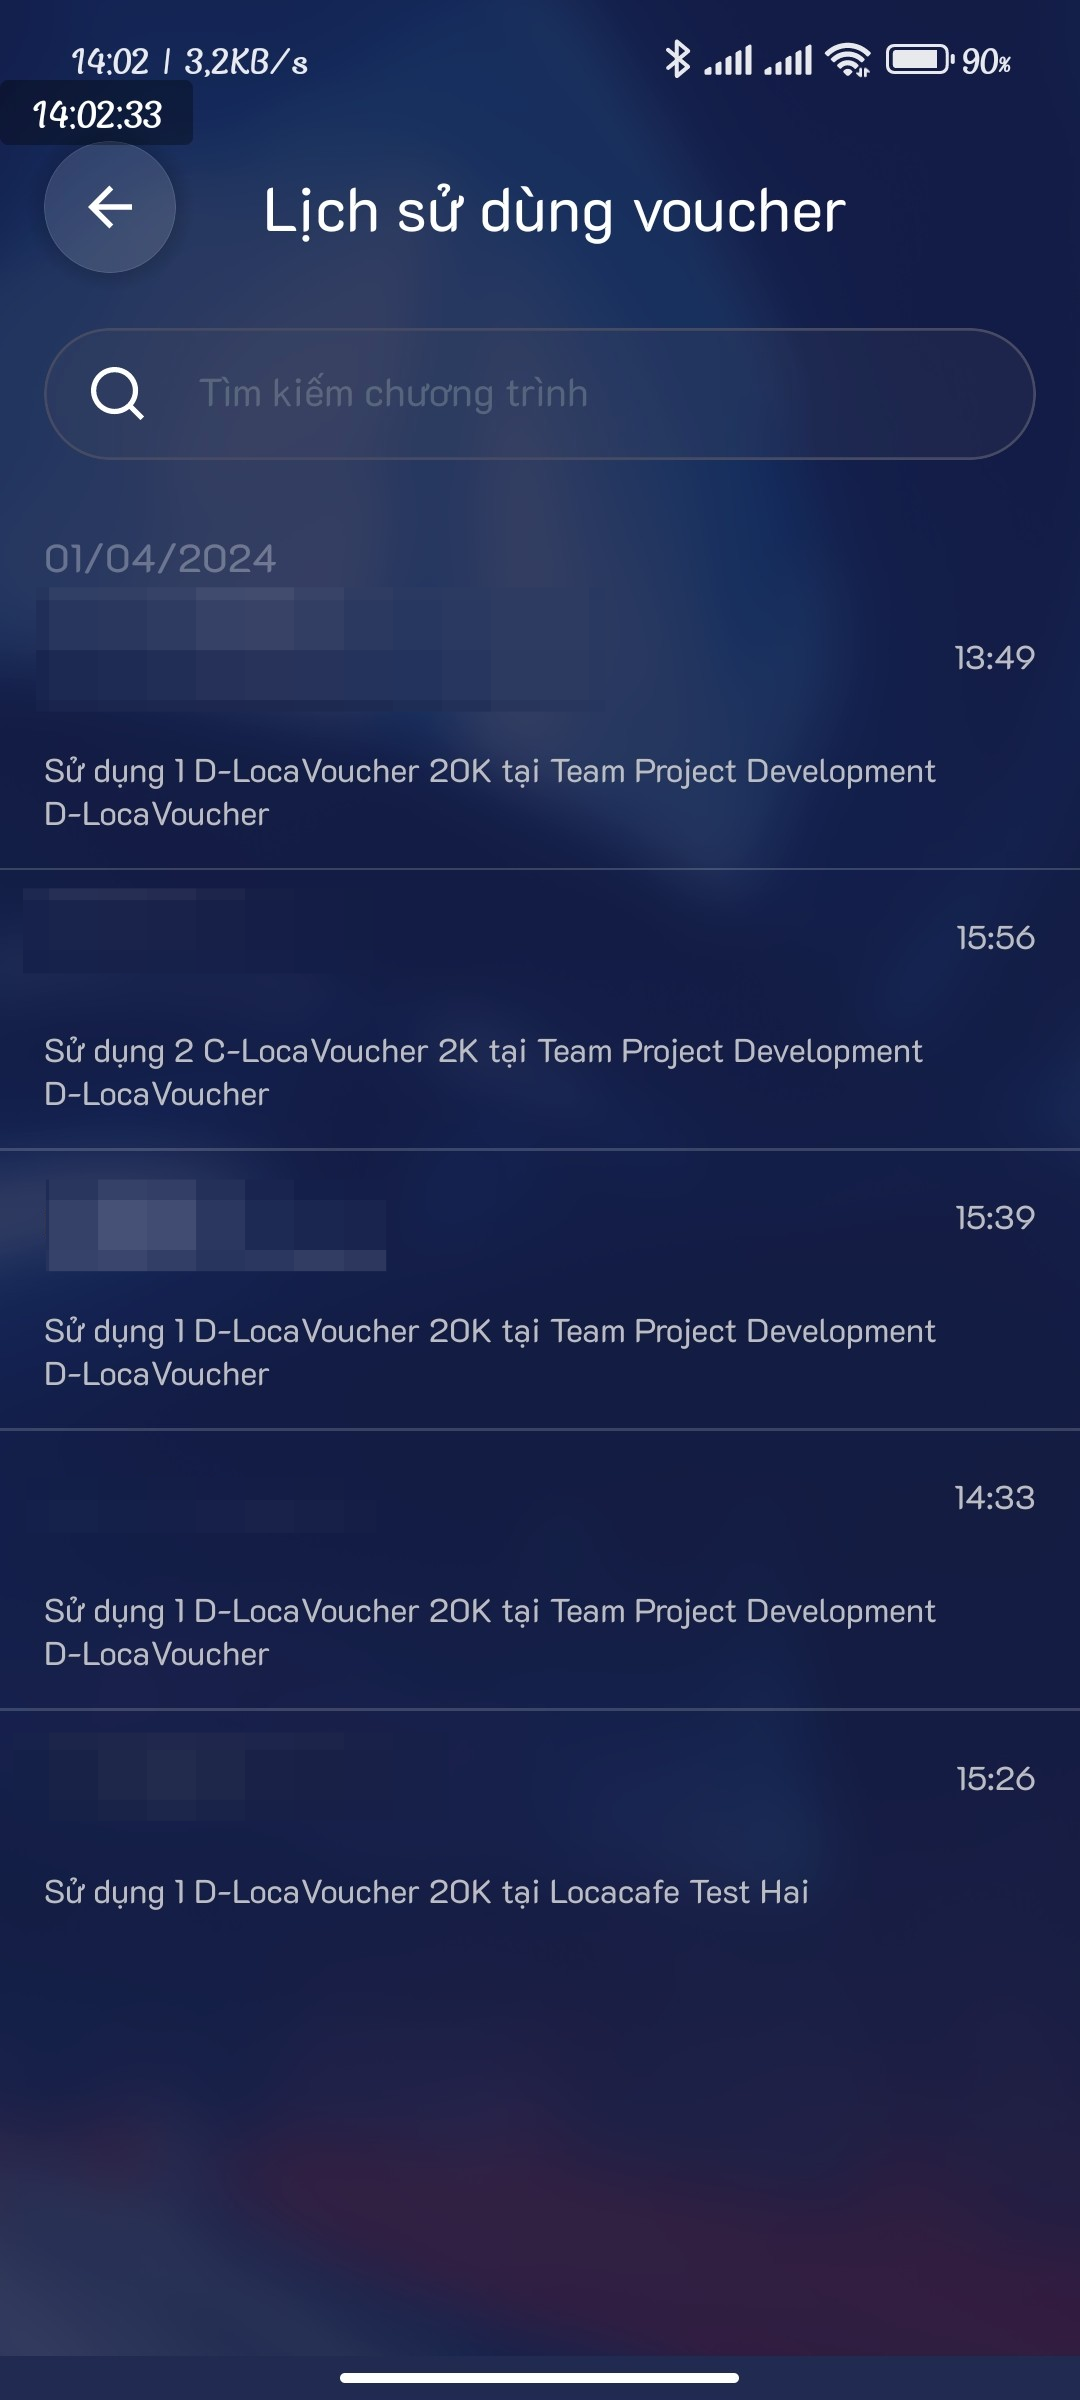 14:02 | 3,2KB/s 90%
14:02:33
Lịch sử dùng voucher
Tìm kiếm chương trình
01/04/2024
13:49
Sử dụng 1 D-LocaVoucher 20K tại Team Project Development
D-LocaVoucher
15:56
Sử dụng 2 C-LocaVoucher 2K tại Team Project Development
D-LocaVoucher
15:39
Sử dụng 1 D-LocaVoucher 20K tại Team Project Development
D-LocaVoucher
14:33
Sử dụng 1 D-LocaVoucher 20K tại Team Project Development
D-LocaVoucher
15:26
Sử dụng 1 D-LocaVoucher 20K tại Locacafe Test Hai